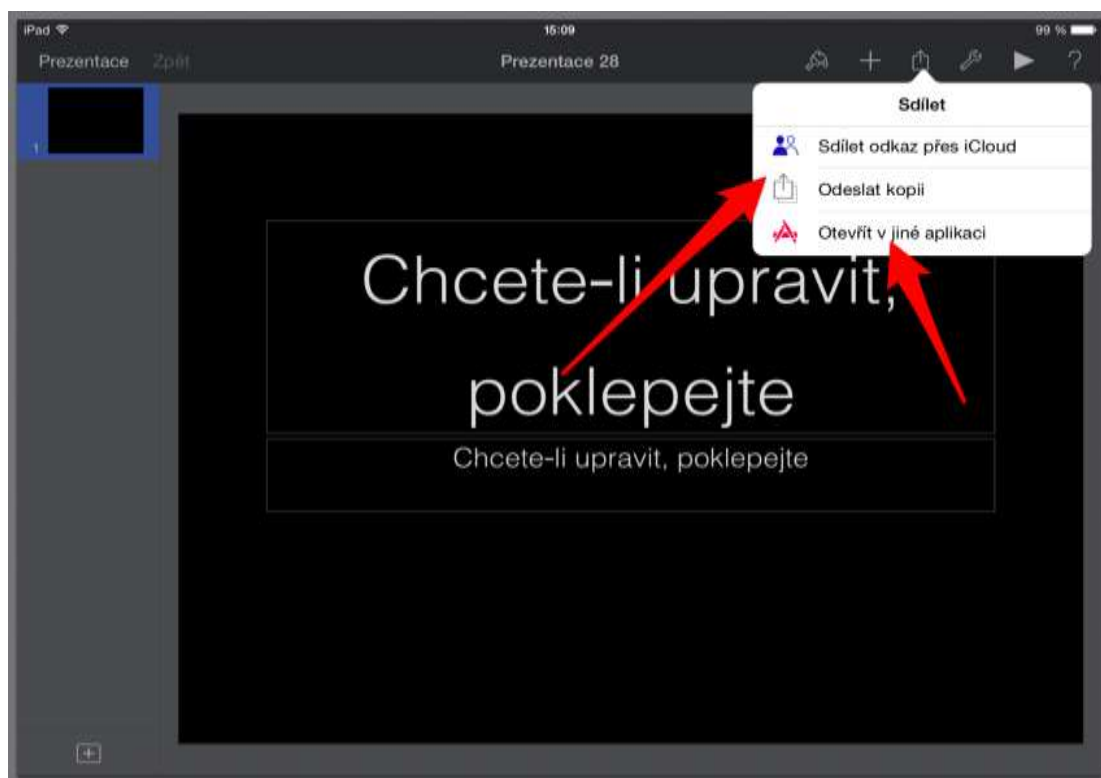 iPad 15:09 99 %
Prezentace Zpět Prezentace 28 ?
Sdílet
Sdílet odkaz přes iCloud
Odeslat kopii
Otevřít v jiné aplikaci
1
Chcete-li upravit,
poklepejte
Chcete-li upravit, poklepejte